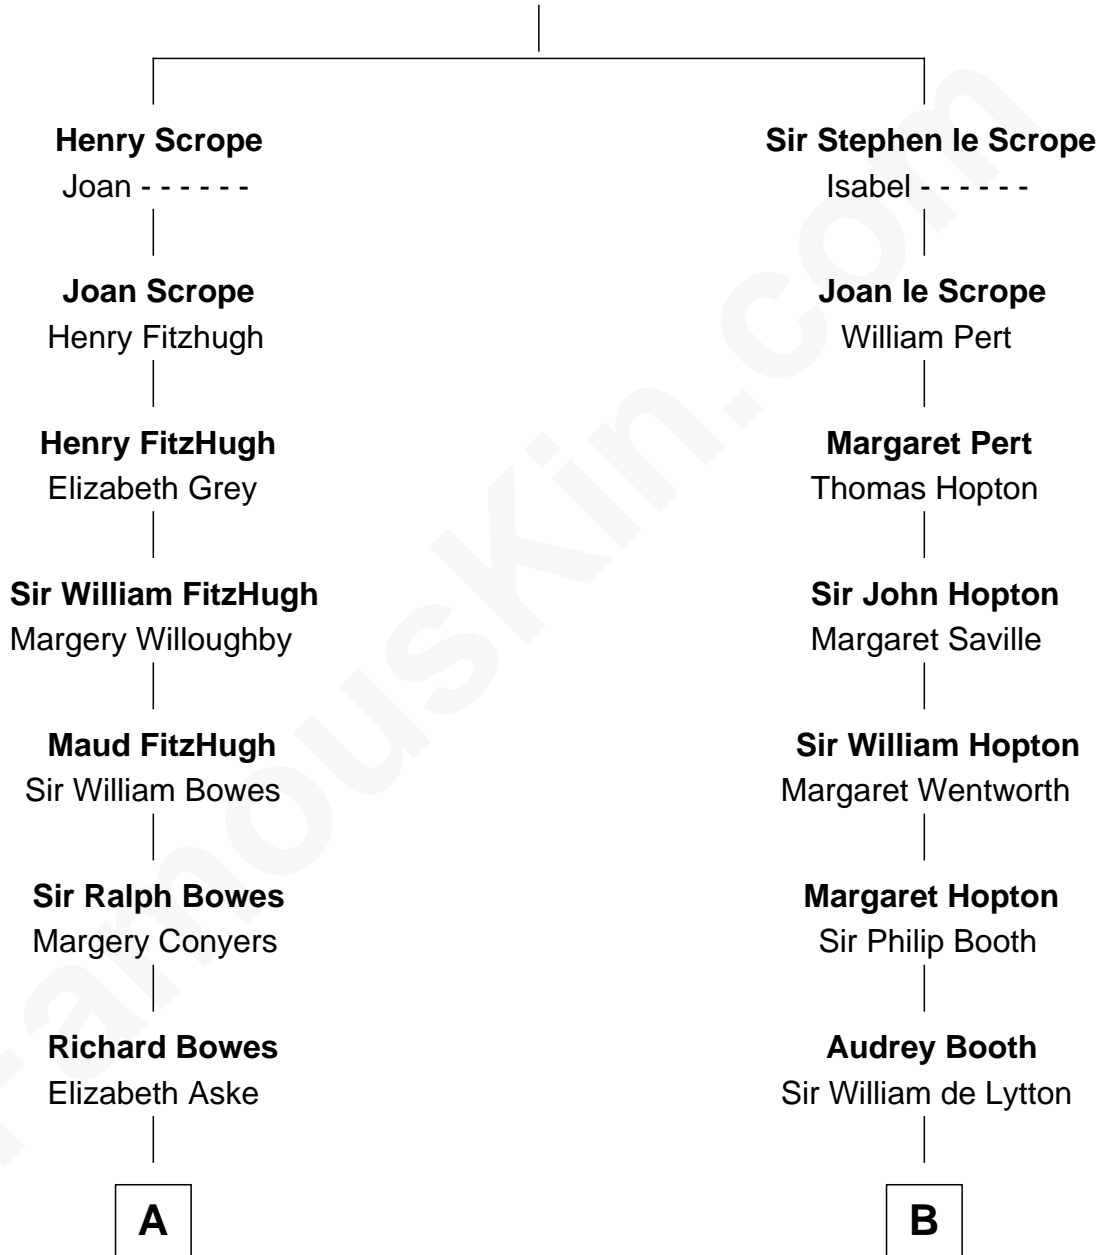 Henry Scrope
Joan - - - - - -
Joan Scrope
Henry Fitzhugh
Henry FitzHugh
Elizabeth Grey
Sir William FitzHugh
Margery Willoughby
Maud FitzHugh
Sir William Bowes
Sir Ralph Bowes
Margery Conyers
Richard Bowes
Elizabeth Aske
A
Sir Stephen le Scrope
Isabel - - - - - -
Joan le Scrope
William Pert
Margaret Pert
Thomas Hopton
Sir John Hopton
Margaret Saville
Sir William Hopton
Margaret Wentworth
Margaret Hopton
Sir Philip Booth
Audrey Booth
Sir William de Lytton
B
FamousKin.com